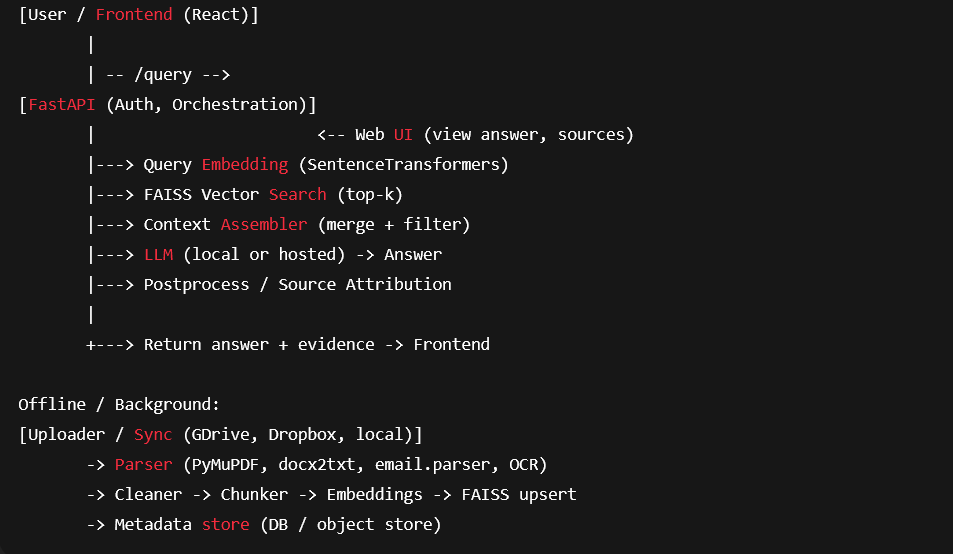 [User / Frontend (React)]
|
| -- /query -->
[FastAPI (Auth, Orchestration)]
| <-- Web UI (view answer, sources)
|---> Query Embedding (SentenceTransformers)
|---> FAISS Vector Search (top-k)
|---> Context Assembler (merge + filter)
|---> LLM (local or hosted) -> Answer
|---> Postprocess / Source Attribution
|
+---> Return answer + evidence -> Frontend
Offline / Background:
[Uploader / Sync (GDrive, Dropbox, local)]
-> Parser (PyMuPDF, docx2txt, email.parser, OCR)
-> Cleaner -> Chunker -> Embeddings -> FAISS upsert
-> Metadata store (DB / object store)